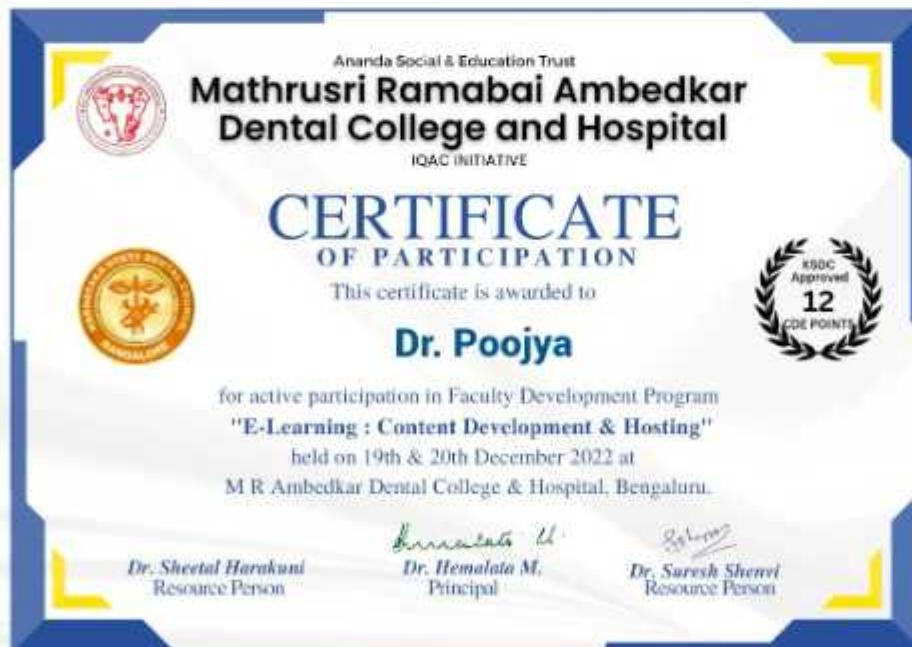 Ananda Social & Education Trust
Mathrusri Ramabai Ambedkar
Dental College and Hospital
IQAC INITIATIVE
CERTIFICATE
OF PARTICIPATION
This certificate is awarded to
KSDC
Approved
12
CDE POINTS
BANGALORE
Dr. Poojya
for active participation in Faculty Development Program
"E-Learning : Content Development & Hosting"
held on 19th & 20th December 2022 at
M R Ambedkar Dental College & Hospital, Bengaluru.
Dr. Sheetal Harakuni
Resource Person
Dr. Hemalata M.
Principal
Dr. Suresh Shenvi
Resource Person